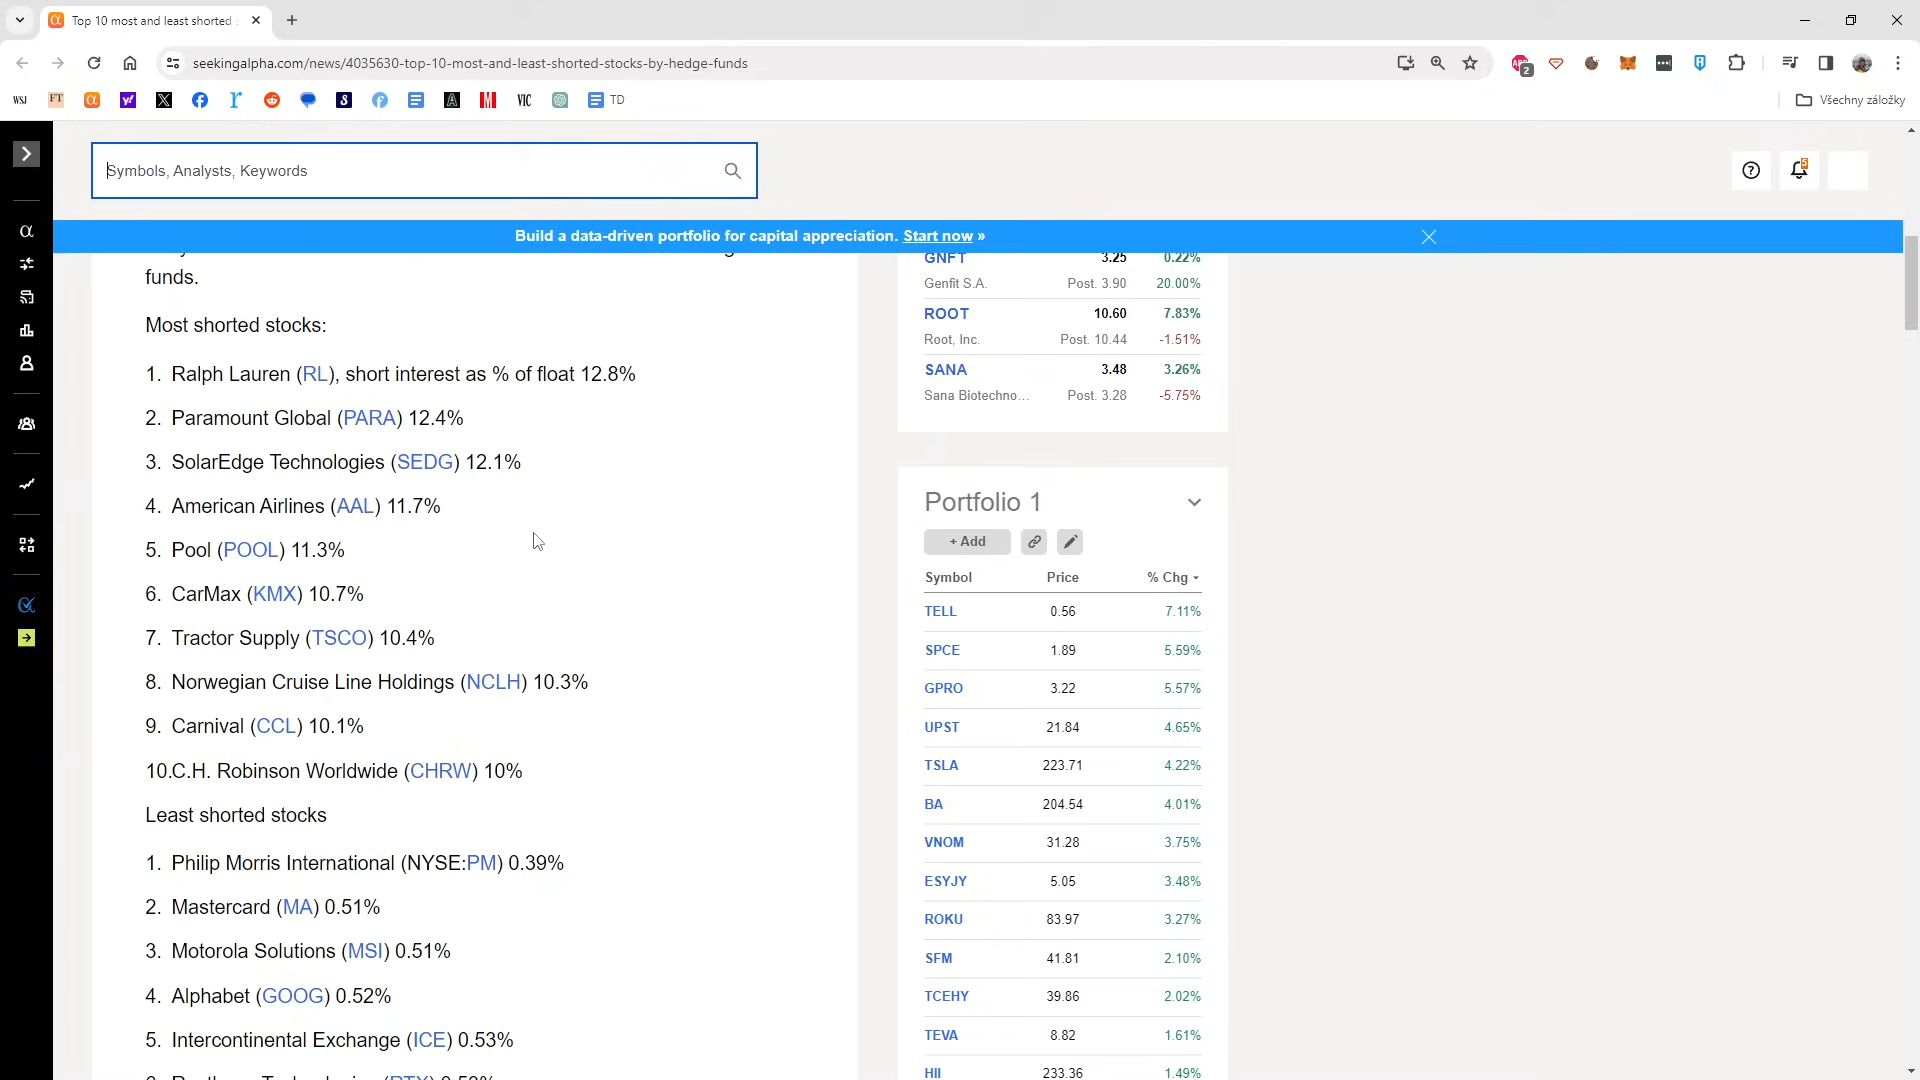 Top 10 most and least shorted s
seekingalpha.com/news/4035630-top-10-most-and-least-shorted-stocks-by-hedge-funds
2
WSJ
FT
VIC
TD
Všechny záložky
Symbols, Analysts, Keywords
5
Build a data-driven portfolio for capital appreciation. Start now »
funds.
Most shorted stocks:
1. Ralph Lauren (RL), short interest as % of float 12.8%
2. Paramount Global (PARA) 12.4%
3. SolarEdge Technologies (SEDG) 12.1%
4. American Airlines (AAL) 11.7%
5. Pool (POOL) 11.3%
6. CarMax (KMX) 10.7%
7. Tractor Supply (TSCO) 10.4%
8. Norwegian Cruise Line Holdings (NCLH) 10.3%
9. Carnival (CCL) 10.1%
10.C.H. Robinson Worldwide (CHRW) 10%
Least shorted stocks
1. Philip Morris International (NYSE:PM) 0.39%
2. Mastercard (MA) 0.51%
3. Motorola Solutions (MSI) 0.51%
4. Alphabet (GOOG) 0.52%
5. Intercontinental Exchange (ICE) 0.53%
GNFT 3.25 0.22%
Genfit S.A. Post. 3.90 20.00%
ROOT 10.60 7.83%
Root, Inc. Post. 10.44 -1.51%
SANA 3.48 3.26%
Sana Biotechno... Post. 3.28 -5.75%
Portfolio 1
+ Add
Symbol Price % Chg
TELL 0.56 7.11%
SPCE 1.89 5.59%
GPRO 3.22 5.57%
UPST 21.84 4.65%
TSLA 223.71 4.22%
BA 204.54 4.01%
VNOM 31.28 3.75%
ESYJY 5.05 3.48%
ROKU 83.97 3.27%
SFM 41.81 2.10%
TCEHY 39.86 2.02%
TEVA 8.82 1.61%
HII 233.36 1.49%